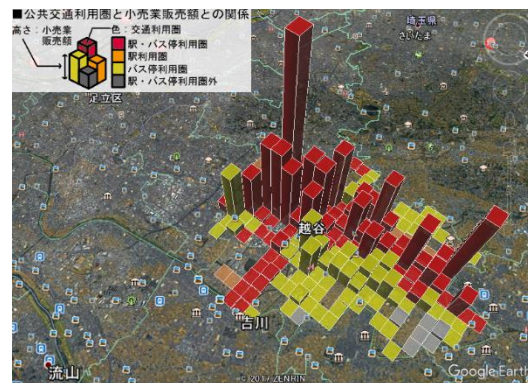 ■公共交通利用圏と小売業販売額との関係
高さ：小売業
販売額
色：交通利用圏
駅・バス停利用圏
駅利用圏
バス停利用圏
駅・バス停利用圏外
足立区
埼玉県
さいたま
越谷
吉川
流山
©2017 ZENRIN
Google Earth